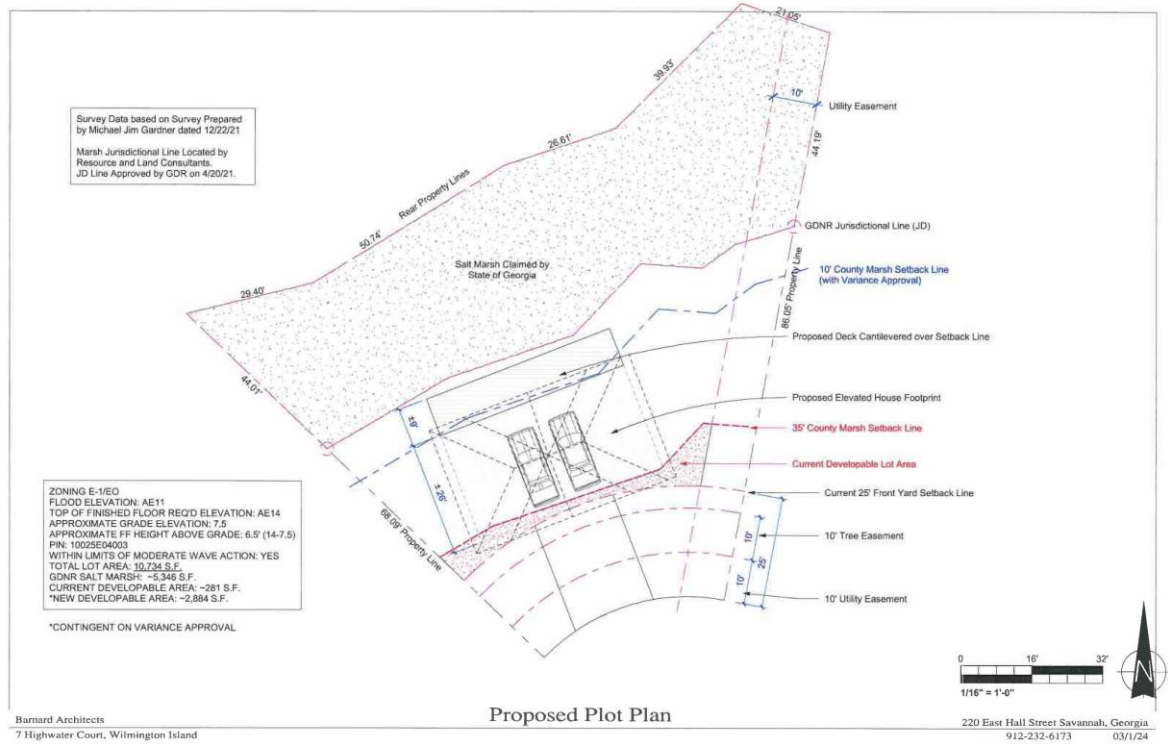 21.05'
39.93'
10'
Utility Easement
Survey Data based on Survey Prepared
by Michael Jim Gardner dated 12/22/21
Marsh Jurisdictional Line Located by
Resource and Land Consultants.
JD Line Approved by GDR on 4/20/21.
26.61'
44.19'
Rear Property Lines
50.74'
GDNR Jurisdictional Line (JD)
Salt Marsh Claimed by
State of Georgia
10' County Marsh Setback Line
(with Variance Approval)
29.40'
86.05' Property Line
Proposed Deck Cantilevered over Setback Line
44.01'
Proposed Elevated House Footprint
±9'
35' County Marsh Setback Line
Current Developable Lot Area
±26'
Current 25' Front Yard Setback Line
ZONING E-1/EO
FLOOD ELEVATION: AE11
TOP OF FINISHED FLOOR REQ'D ELEVATION: AE14
APPROXIMATE GRADE ELEVATION: 7.5
APPROXIMATE FF HEIGHT ABOVE GRADE: 6.5' (14-7.5)
PIN: 10025E04003
WITHIN LIMITS OF MODERATE WAVE ACTION: YES
TOTAL LOT AREA: 10,734 S.F.
GDNR SALT MARSH: ~5,346 S.F.
CURRENT DEVELOPABLE AREA: ~281 S.F.
*NEW DEVELOPABLE AREA: ~2,884 S.F.
*CONTINGENT ON VARIANCE APPROVAL
68.09' Property Line
10'
10' Tree Easement
25'
10'
10' Utility Easement
0 16' 32'
1/16" = 1'-0"
N
Proposed Plot Plan
Barnard Architects
7 Highwater Court, Wilmington Island
220 East Hall Street Savannah, Georgia
912-232-6173 03/1/24